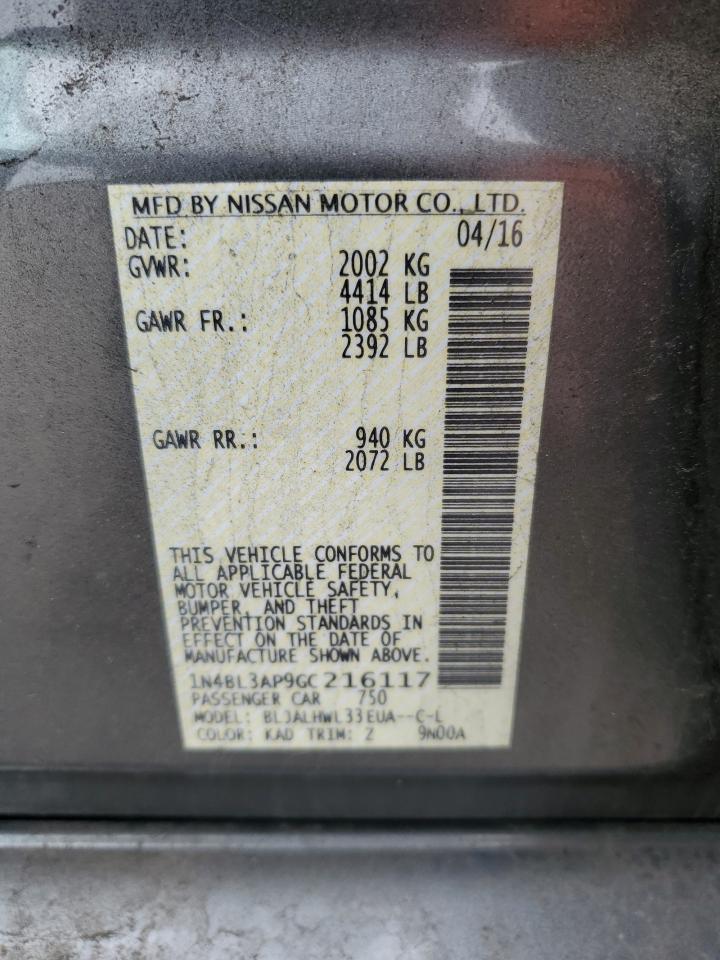 MFD BY NISSAN MOTOR CO., LTD.
DATE: 04/16
GVWR: 2002 KG
4414 LB
GAWR FR.: 1085 KG
2392 LB
GAWR RR.: 940 KG
2072 LB
THIS VEHICLE CONFORMS TO
ALL APPLICABLE FEDERAL
MOTOR VEHICLE SAFETY,
BUMPER, AND THEFT
PREVENTION STANDARDS IN
EFFECT ON THE DATE OF
MANUFACTURE SHOWN ABOVE.
1N4BL3AP9GC216117
PASSENGER CAR 750
MODEL: BLJALHWL33EUA--C-L
COLOR: KAD TRIM: Z 9N00A